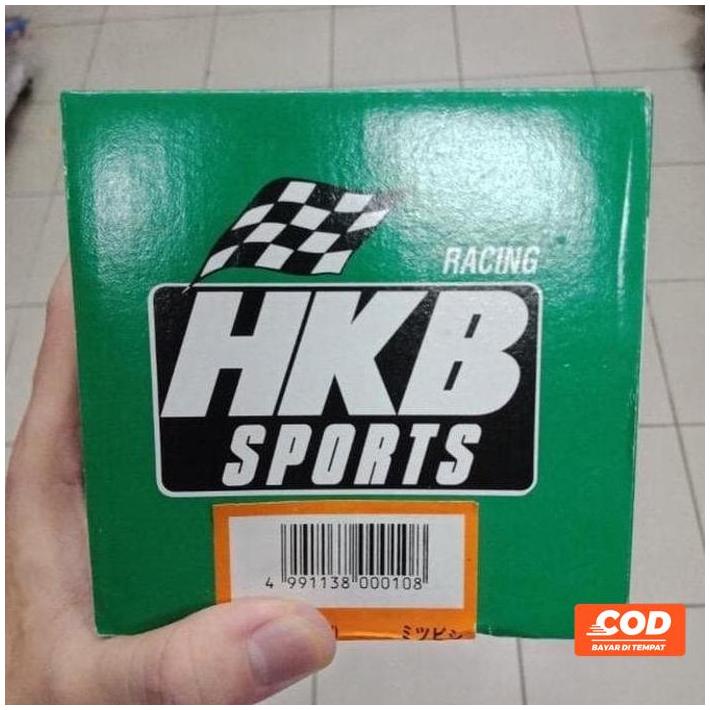 RACING
HKB
SPORTS
4 991138 000108
ミツビシ
COD
BAYAR DI TEMPAT